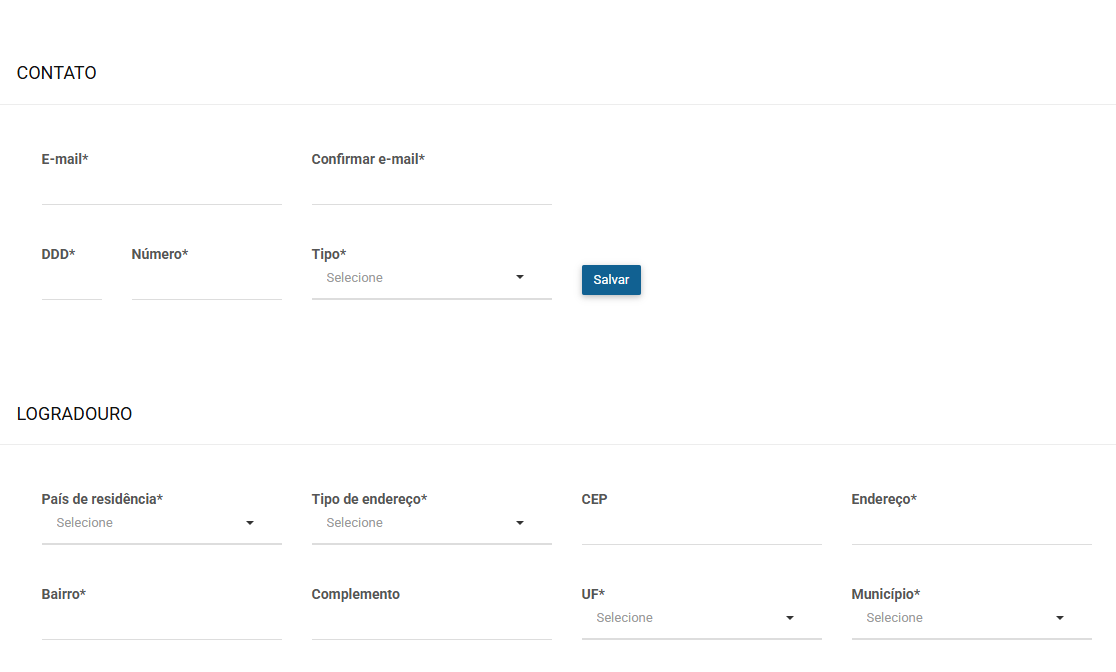 CONTATO
E-mail* Confirmar e-mail*
DDD* Número* Tipo*
Selecione
Salvar
LOGRADOURO
País de residência* Tipo de endereço* CEP Endereço*
Selecione Selecione
Bairro* Complemento UF* Município*
Selecione Selecione